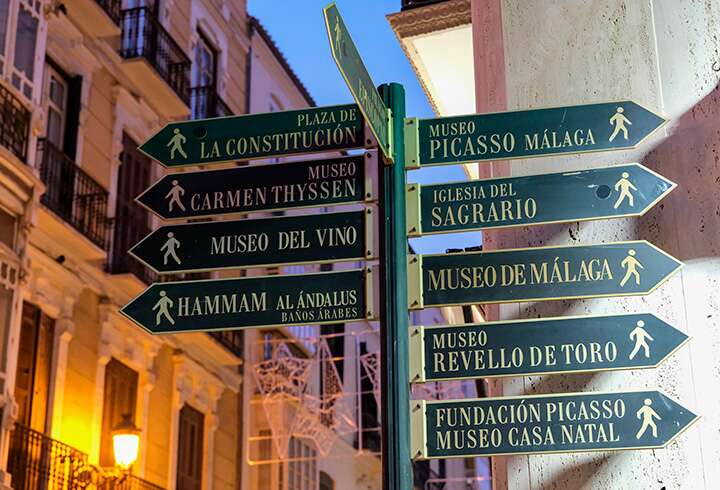 PLAZA DE
LA CONSTITUCIÓN
MUSEO
CARMEN THYSSEN
MUSEO DEL VINO
HAMMAM AL ÁNDALUS
BAÑOS ÁRABES
MUSEO
PICASSO MÁLAGA
IGLESIA DEL
SAGRARIO
MUSEO DE MÁLAGA
MUSEO
REVELLO DE TORO
FUNDACIÓN PICASSO
MUSEO CASA NATAL